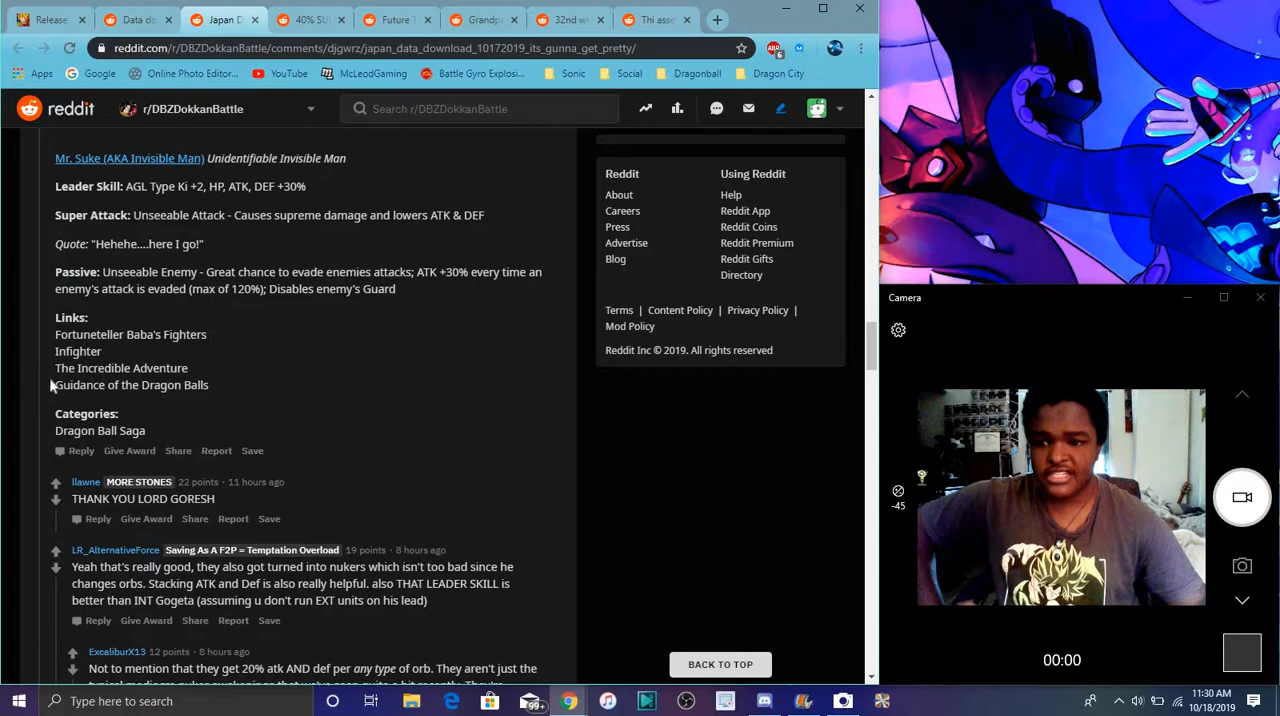 Release
Data do
Japan D
40% SU
Future T
Grandpa
32nd w
Thi asse
reddit.com/r/DBZDokkanBattle/comments/djgwrz/japan_data_download_10172019_its_gunna_get_pretty/
ABP
6
Apps
Google
Online Photo Editor...
YouTube
McLeodGaming
Battle Gyro Explosi...
Sonic
Social
Dragonball
Dragon City
reddit
r/DBZDokkanBattle
Search r/DBZDokkanBattle
Mr. Suke (AKA Invisible Man) Unidentifiable Invisible Man
Leader Skill: AGL Type Ki +2, HP, ATK, DEF +30%
Super Attack: Unseeable Attack - Causes supreme damage and lowers ATK & DEF
Quote: "Hehehe....here I go!"
Passive: Unseeable Enemy - Great chance to evade enemies attacks; ATK +30% every time an
enemy's attack is evaded (max of 120%); Disables enemy's Guard
Links:
Fortuneteller Baba's Fighters
Infighter
The Incredible Adventure
Guidance of the Dragon Balls
Categories:
Dragon Ball Saga
Reply Give Award Share Report Save
llawne MORE STONES 22 points · 11 hours ago
THANK YOU LORD GORESH
Reply Give Award Share Report Save
LR_AlternativeForce Saving As A F2P = Temptation Overload 19 points · 8 hours ago
Yeah that's really good, they also got turned into nukers which isn't too bad since he
changes orbs. Stacking ATK and Def is also really helpful. also THAT LEADER SKILL is
better than INT Gogeta (assuming u don't run EXT units on his lead)
Reply Give Award Share Report Save
ExcaliburX13 12 points · 8 hours ago
Not to mention that they get 20% atk AND def per any type of orb. They aren't just the
Reddit
Using Reddit
About
Help
Careers
Reddit App
Press
Reddit Coins
Advertise
Reddit Premium
Blog
Reddit Gifts
Directory
Terms | Content Policy | Privacy Policy |
Mod Policy
Reddit Inc © 2019. All rights reserved
BACK TO TOP
Camera
-45
00:00
Type here to search
99+
11:30 AM
10/18/2019